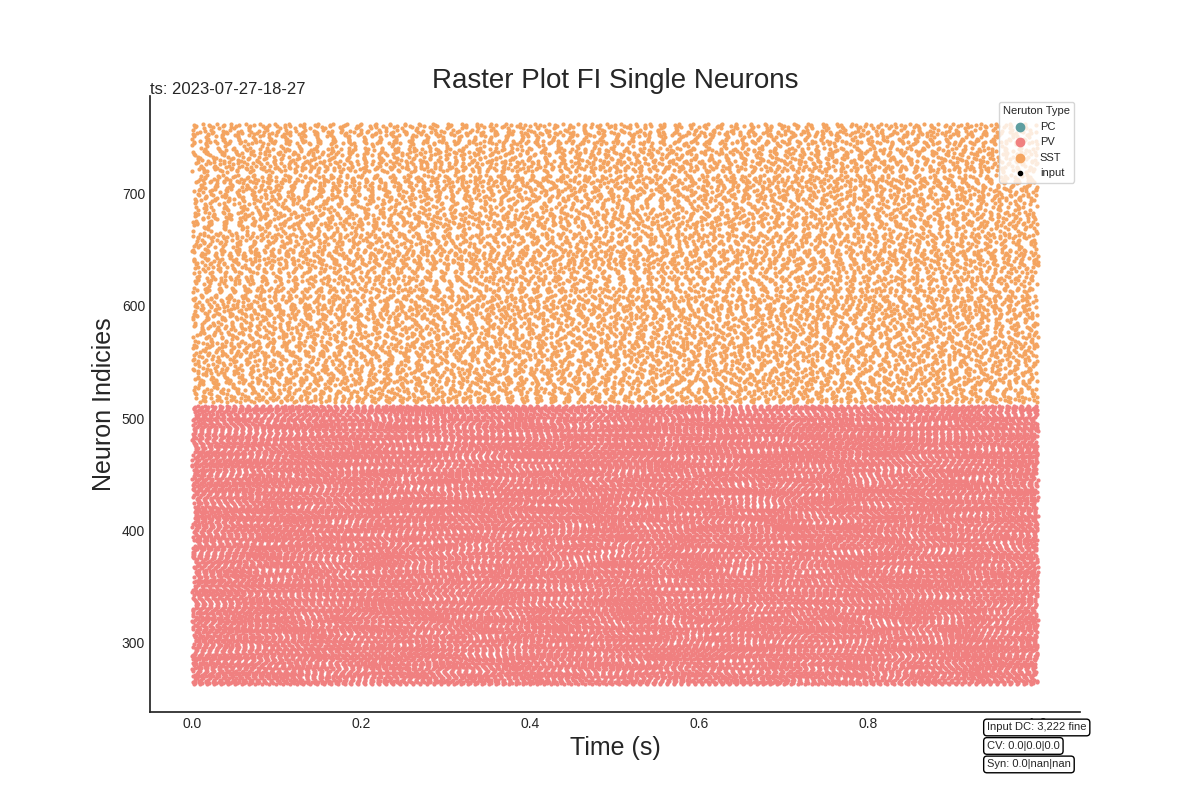 Raster Plot FI Single Neurons
ts: 2023-07-27-18-27
Neruton Type
PC
PV
SST
input
Neuron Indicies
700
600
500
400
300
0.0 0.2 0.4 0.6 0.8
Time (s)
Input DC: 3,222 fine
CV: 0.0|0.0|0.0
Syn: 0.0|nan|nan